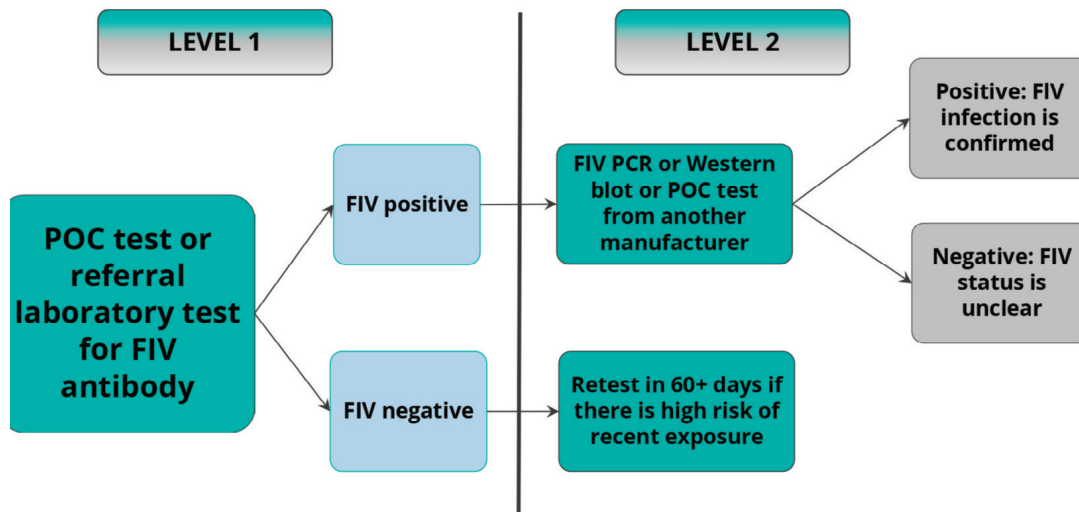 LEVEL 1
LEVEL 2
POC test or
referral
laboratory test
for FIV
antibody
FIV positive
FIV negative
FIV PCR or Western
blot or POC test
from another
manufacturer
Retest in 60+ days if
there is high risk of
recent exposure
Positive: FIV
infection is
confirmed
Negative: FIV
status is
unclear